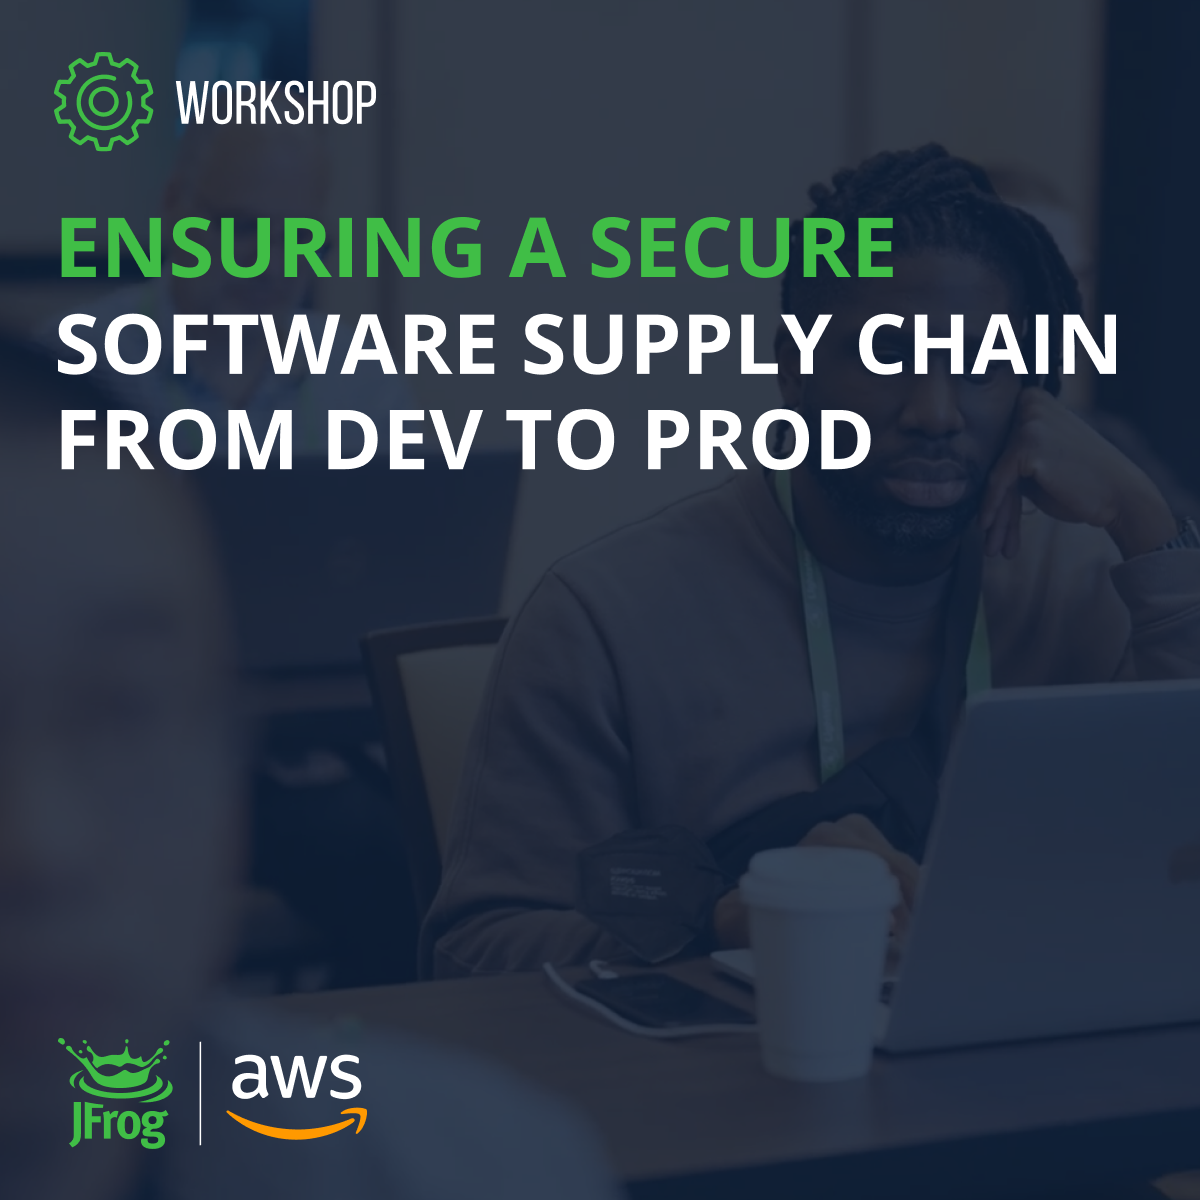 WORKSHOP
ENSURING A SECURE
SOFTWARE SUPPLY CHAIN
FROM DEV TO PROD
JFrog
aws